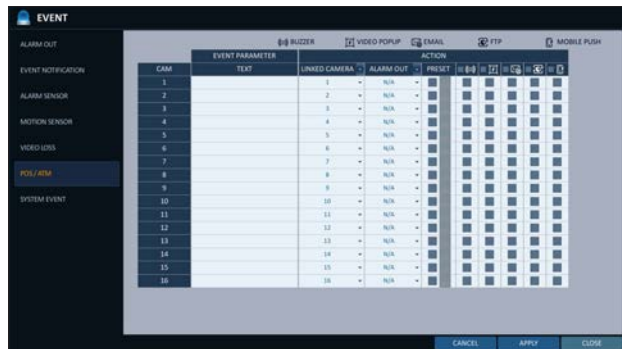 EVENT
ALARM OUT
EVENT NOTIFICATION
ALARM SENSOR
MOTION SENSOR
VIDEO LOSS
POS / ATM
SYSTEM EVENT
BUZZER VIDEO POPUP EMAIL FTP MOBILE PUSH
EVENT PARAMETER ACTION
CAM TEXT LINKED CAMERA ALARM OUT PRESET
1 1 N/A
2 2 N/A
3 3 N/A
4 4 N/A
5 5 N/A
6 6 N/A
7 7 N/A
8 8 N/A
9 9 N/A
10 10 N/A
11 11 N/A
12 12 N/A
13 13 N/A
14 14 N/A
15 15 N/A
16 16 N/A
CANCEL APPLY CLOSE